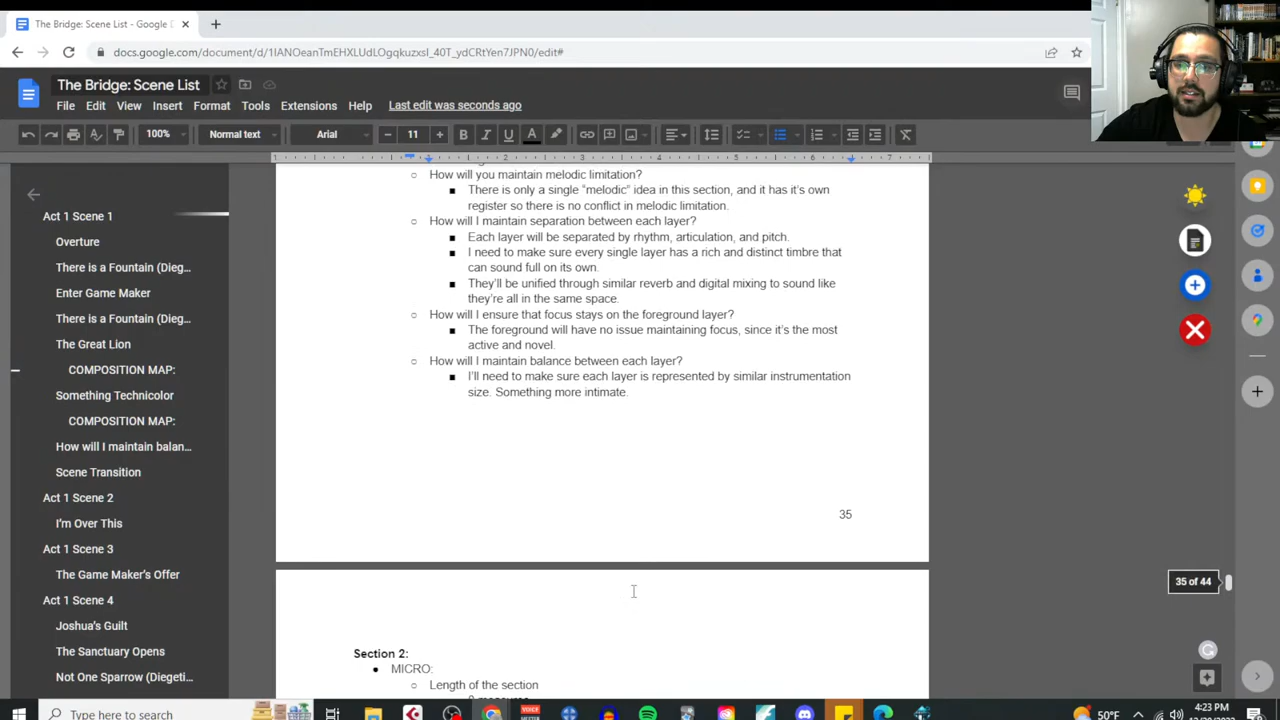 The Bridge: Scene List - Google D
docs.google.com/document/d/1IANOeanTmEHXLUdLOgqkuzxsI_40T_ydCRtYen7JPN0/edit#
The Bridge: Scene List
File Edit View Insert Format Extensions Tools Help Last edit was seconds ago
100% Normal text Arial 11
1 2 3 4 5 6 7
Act 1 Scene 1
Overture
There is a Fountain (Dieg...
Enter Game Maker
There is a Fountain (Dieg...
The Great Lion
COMPOSITION MAP:
Something Technicolor
COMPOSITION MAP:
How will I maintain balan...
Scene Transition
Act 1 Scene 2
I'm Over This
Act 1 Scene 3
The Game Maker's Offer
Act 1 Scene 4
Joshua's Guilt
The Sanctuary Opens
Not One Sparrow (Diegeti...
How will you maintain melodic limitation?
There is only a single "melodic" idea in this section, and it has it's own
register so there is no conflict in melodic limitation.
How will I maintain separation between each layer?
Each layer will be separated by rhythm, articulation, and pitch.
I need to make sure every single layer has a rich and distinct timbre that
can sound full on its own.
They'll be unified through similar reverb and digital mixing to sound like
they're all in the same space.
How will I ensure that focus stays on the foreground layer?
The foreground will have no issue maintaining focus, since it's the most
active and novel.
How will I maintain balance between each layer?
I'll need to make sure each layer is represented by similar instrumentation
size. Something more intimate.
35
35 of 44
Section 2:
MICRO:
Length of the section
Type here to search
50°F
4:23 PM